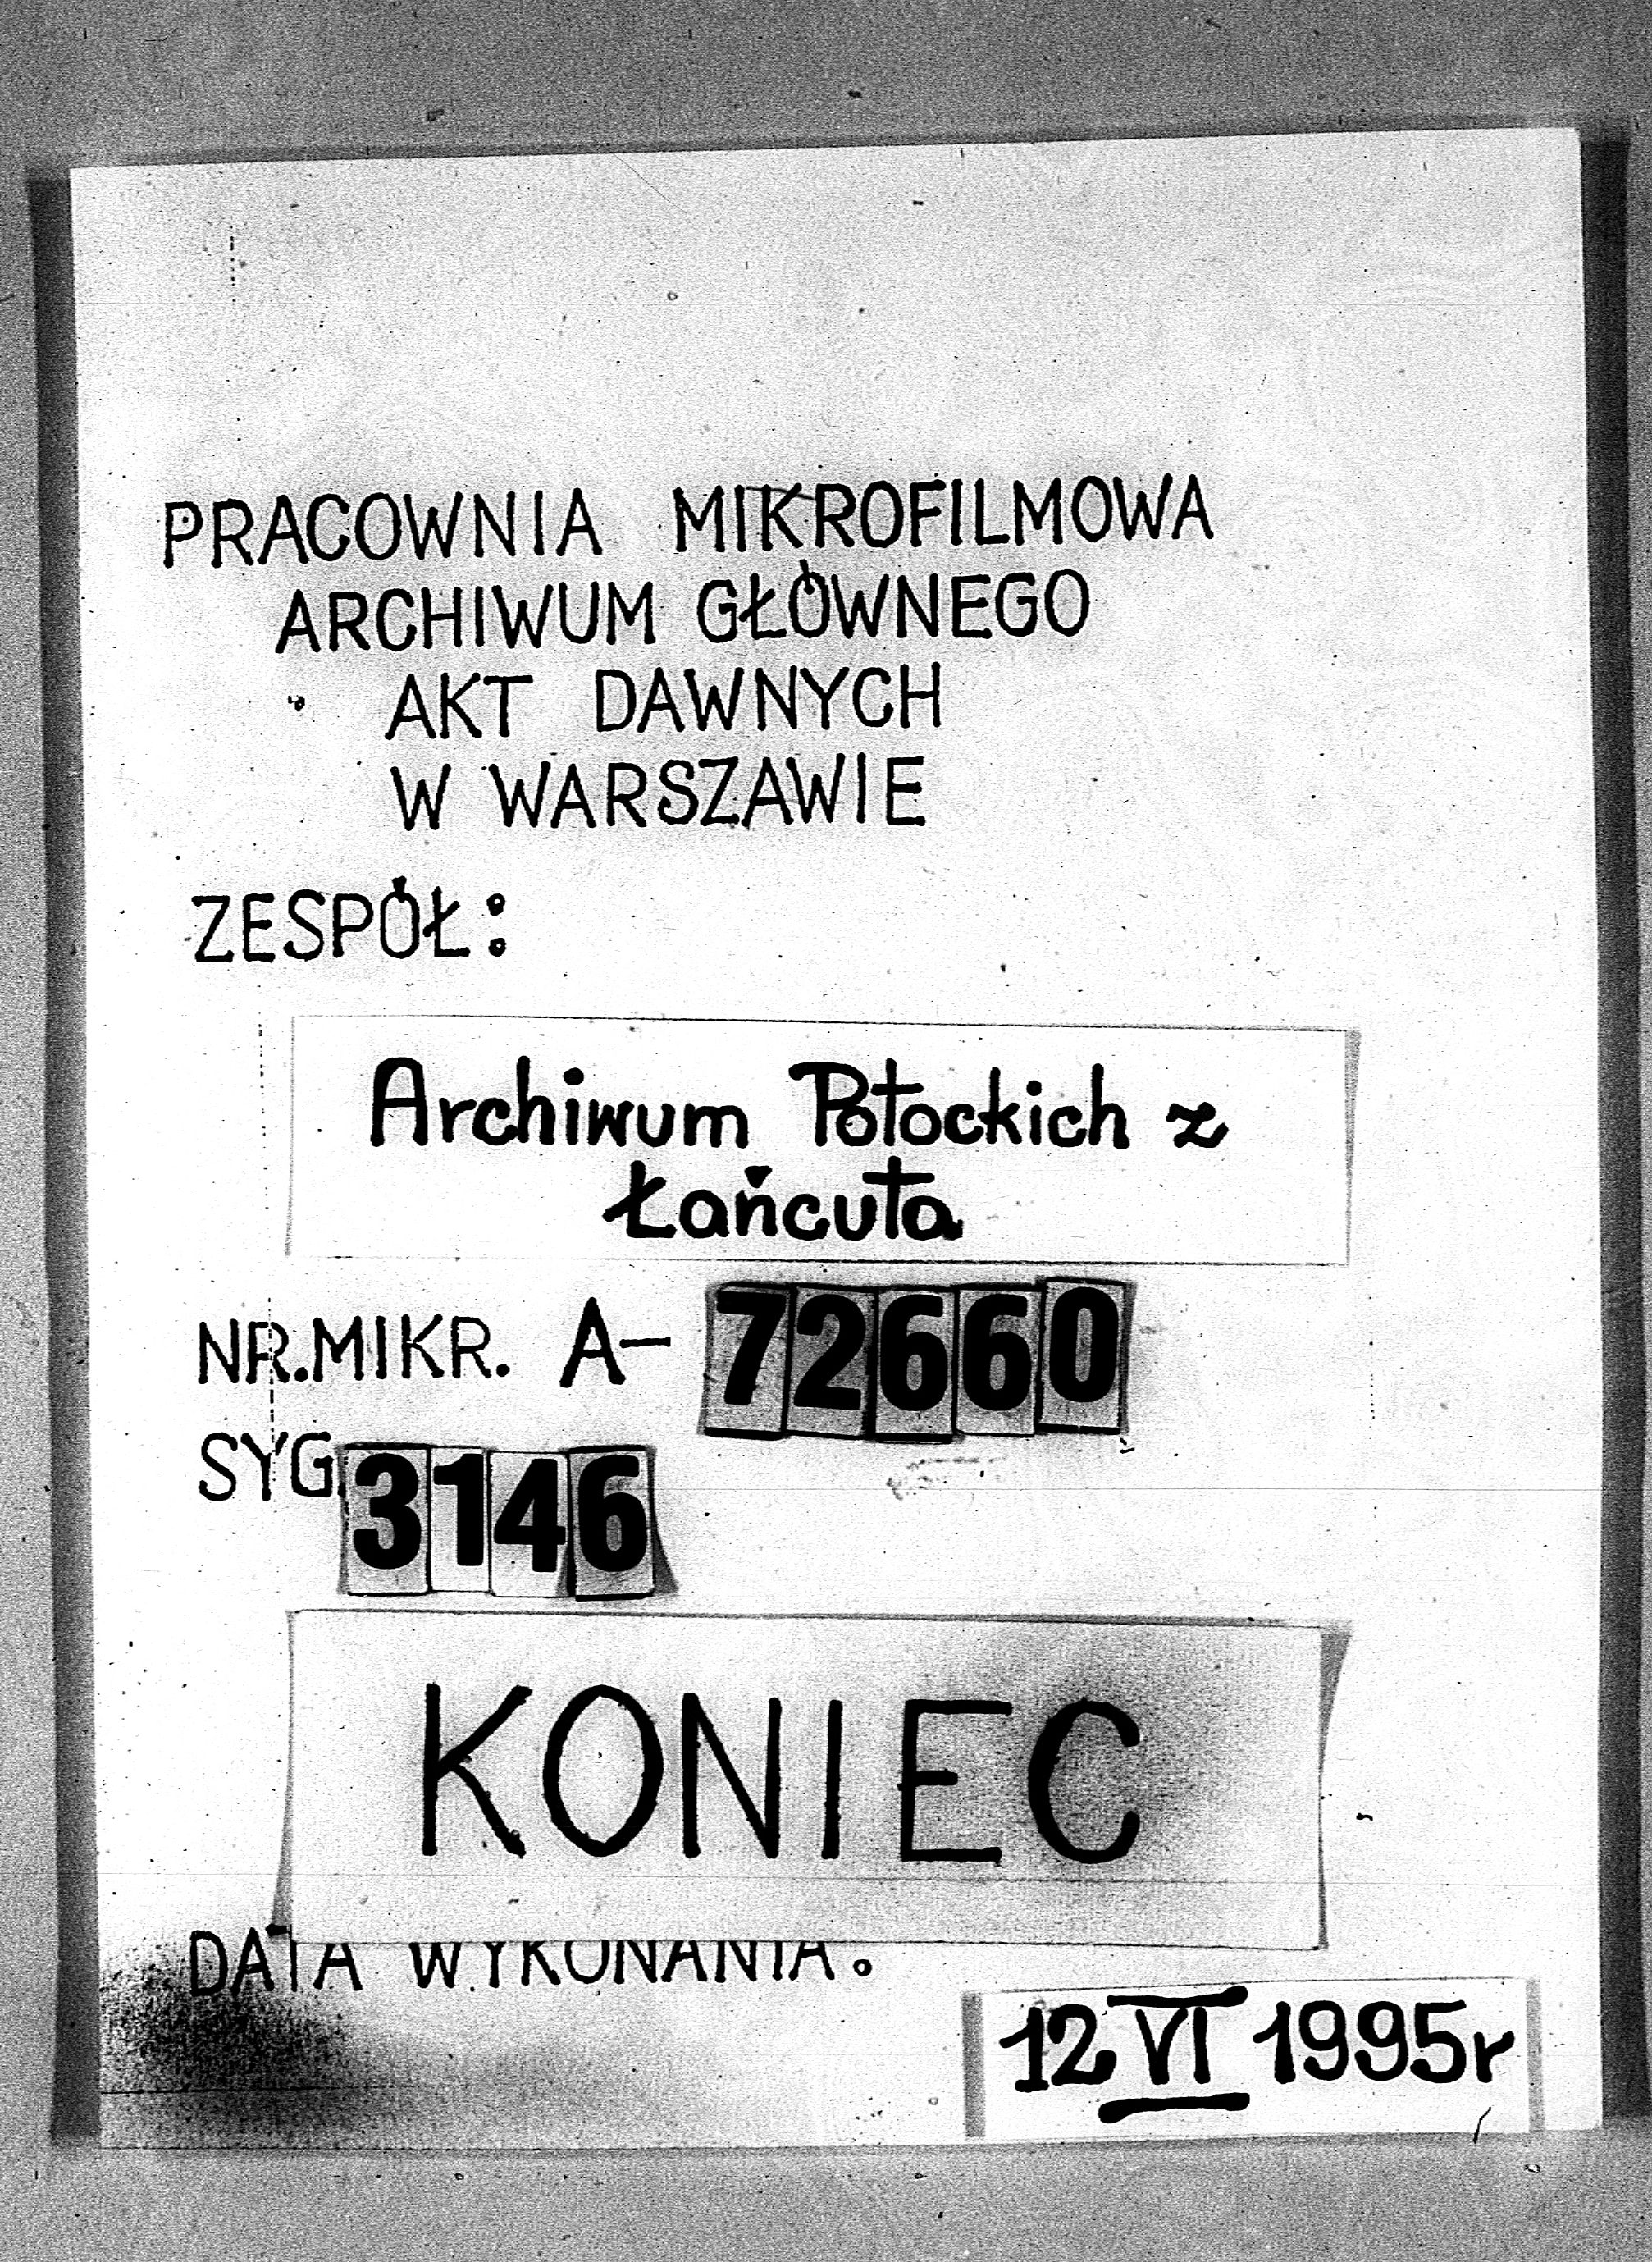 PRACOWNIA MIKROFILMOWA
ARCHIWUM GŁÓWNEGO
AKT DAWNYCH
W WARSZAWIE
ZESPÓŁ:
Archiwum Potockich z
Łańcuta
NR.MIKR. A- 72660
SYG. 3146
KONIEC
DATA WYKONANIA.
12 VI 1995r